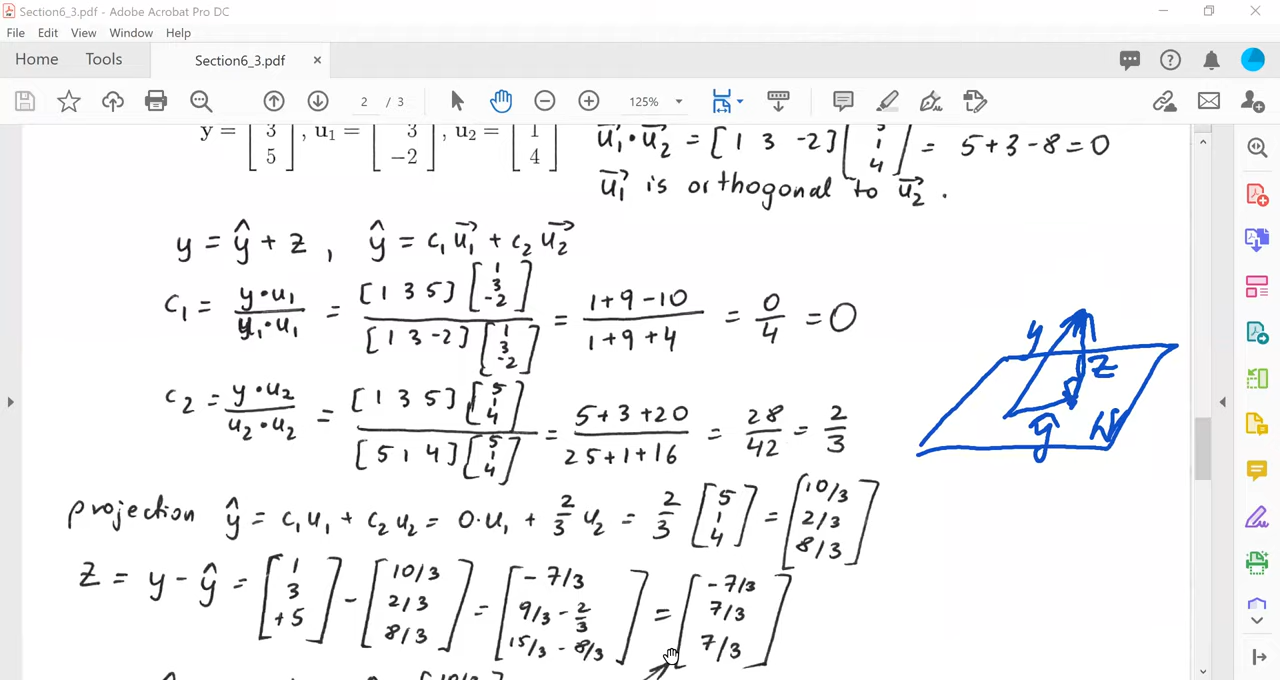 Section6_3.pdf - Adobe Acrobat Pro DC
File Edit View Window Help
Home Tools Section6_3.pdf ×
2 / 3 125%
y = [3 5], u1 = [3 −2], u2 = [1 4]
u1 · u2 = [1 3 -2] [1 4] = 5+3-8=0
u1 is orthogonal to u2 .
y = ŷ + z , ŷ = c1 u1 + c2 u2
c1 = y·u1 / u1·u1 = [1 3 5] [1 3 -2] / [1 3 -2] [1 3 -2] = 1+9-10 / 1+9+4 = 0/4 = 0
c2 = y·u2 / u2·u2 = [1 3 5] [5 1 4] / [5 1 4] [5 1 4] = 5+3+20 / 25+1+16 = 28/42 = 2/3
y
z
ŷ
W
projection ŷ = c1u1 + c2u2 = 0·u1 + 2/3 u2 = 2/3 [5 1 4] = [10/3 2/3 8/3]
z = y - ŷ = [1 3 +5] - [10/3 2/3 8/3] = [-7/3 9/3 - 2/3 15/3 - 8/3] = [-7/3 7/3 7/3]